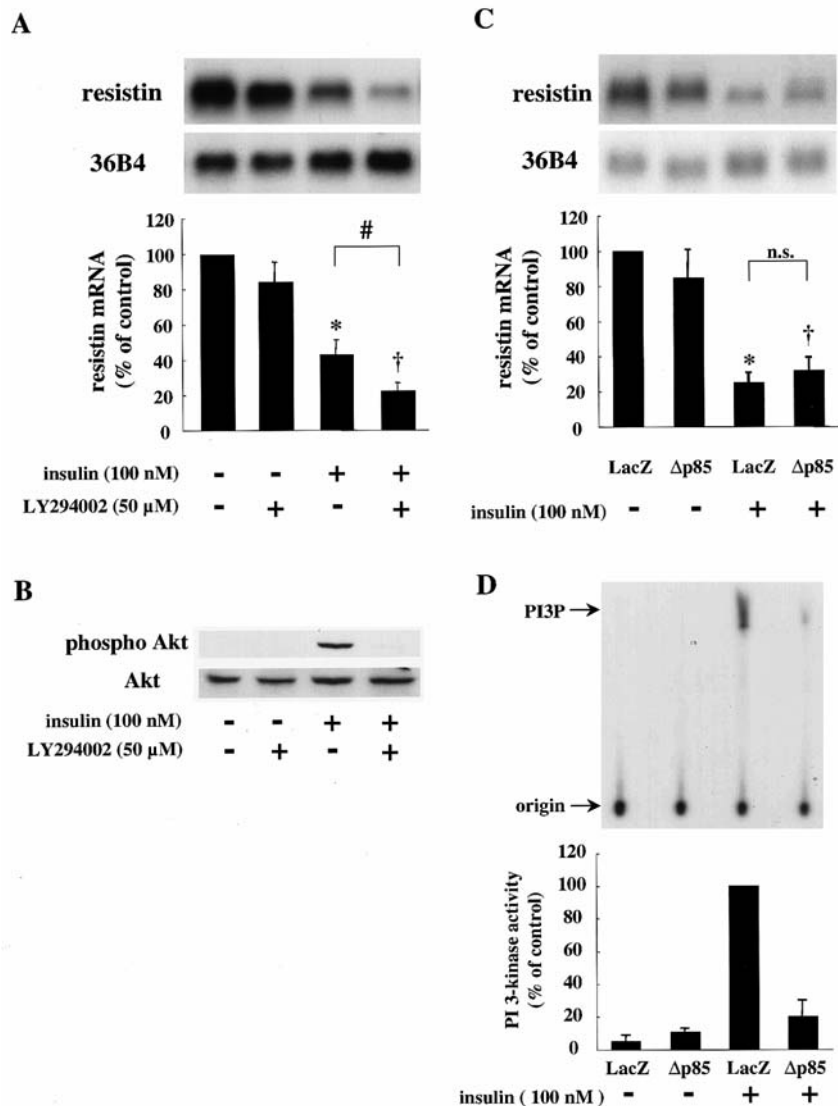 A
resistin
36B4
resistin mRNA
(% of control)
120
100
80
60
40
20
0
#
*
†
insulin (100 nM) - - + +
LY294002 (50 µM) - + - +
B
phospho Akt
Akt
insulin (100 nM) - - + +
LY294002 (50 µM) - + - +
C
resistin
36B4
resistin mRNA
(% of control)
120
100
80
60
40
20
0
n.s.
*
†
LacZ Δp85 LacZ Δp85
insulin (100 nM) - - + +
D
PI3P
origin
PI 3-kinase activity
(% of control)
120
100
80
60
40
20
0
LacZ Δp85 LacZ Δp85
insulin ( 100 nM ) - - + +